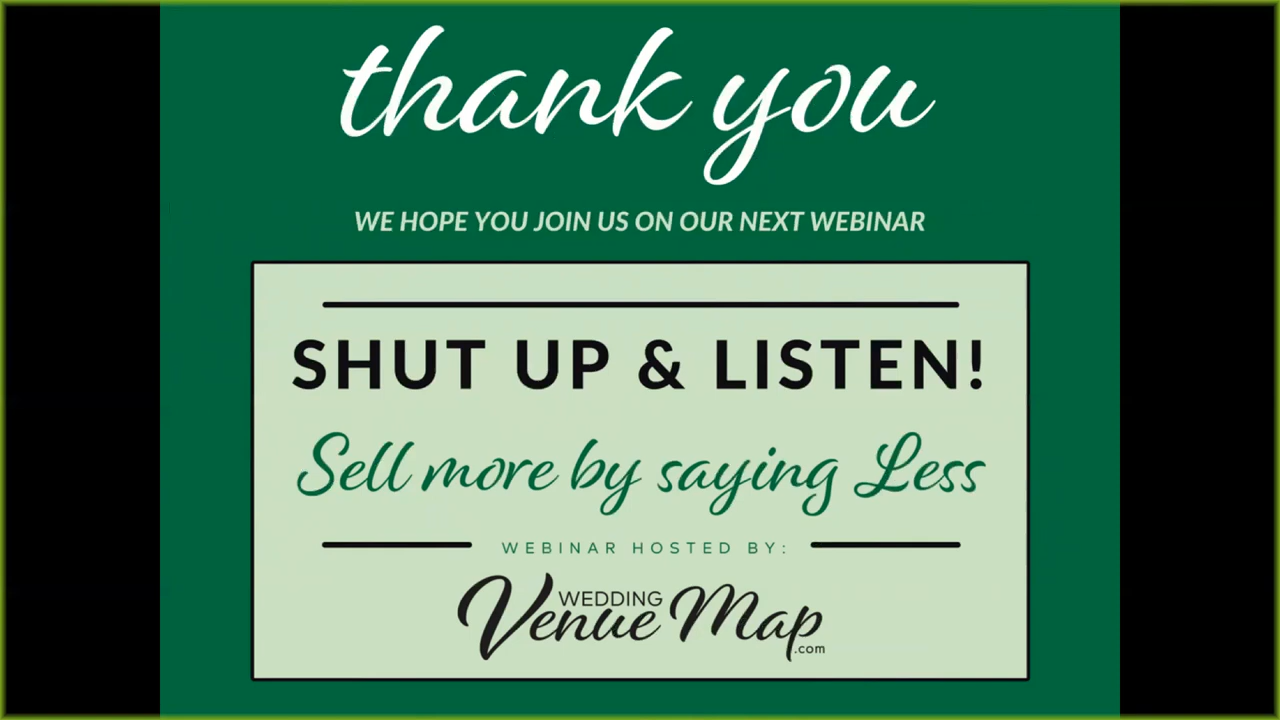 thank you
WE HOPE YOU JOIN US ON OUR NEXT WEBINAR
SHUT UP & LISTEN!
Sell more by saying Less
WEBINAR HOSTED BY:
WEDDING
Venue Map
.com